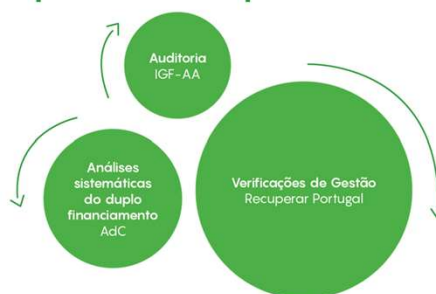 Auditoria
IGF-AA
Análises
sistemáticas
do duplo
financiamento
AdC
Verificações de Gestão
Recuperar Portugal